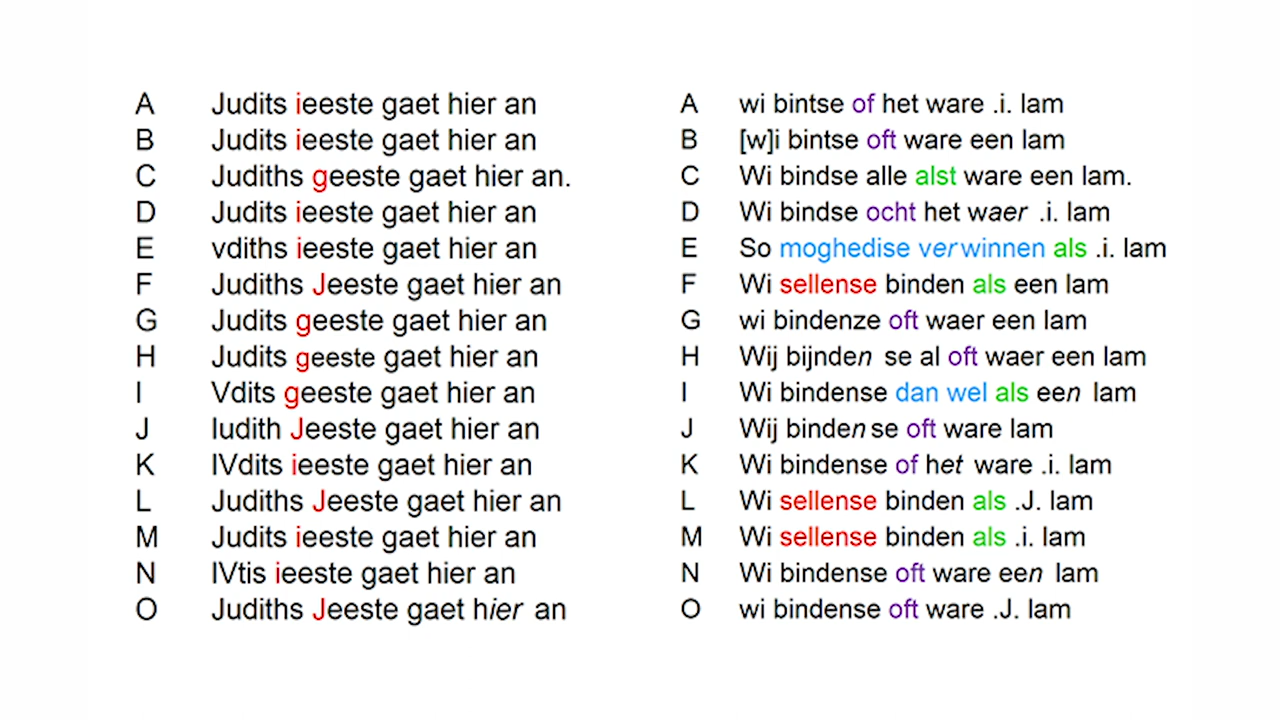 A Judits ieeste gaet hier an
B Judits ieeste gaet hier an
C Judiths geeste gaet hier an.
D Judits ieeste gaet hier an
E vdiths ieeste gaet hier an
F Judiths Jeeste gaet hier an
G Judits geeste gaet hier an
H Judits geeste gaet hier an
I Vdits geeste gaet hier an
J Iudith Jeeste gaet hier an
K IVdits ieeste gaet hier an
L Judiths Jeeste gaet hier an
M Judits ieeste gaet hier an
N IVtis ieeste gaet hier an
O Judiths Jeeste gaet hier an
A wi bintse of het ware .i. lam
B [w]i bintse oft ware een lam
C Wi bindse alle alst ware een lam.
D Wi bindse ocht het waer .i. lam
E So moghedise verwinnen als .i. lam
F Wi sellense binden als een lam
G wi bindenze oft waer een lam
H Wij bijnden se al oft waer een lam
I Wi bindense dan wel als een lam
J Wij binden se oft ware lam
K Wi bindense of het ware .i. lam
L Wi sellense binden als .J. lam
M Wi sellense binden als .i. lam
N Wi bindense oft ware een lam
O wi bindense oft ware .J. lam